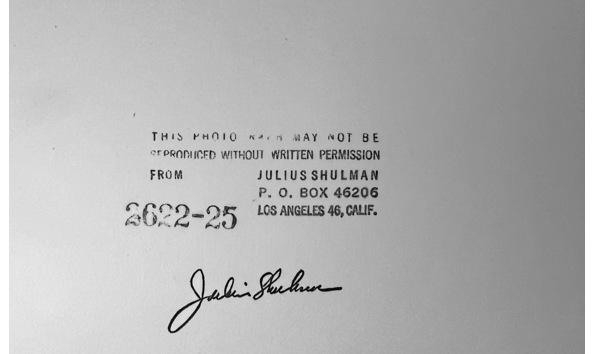 THIS PHOTO MAY NOT BE
REPRODUCED WITHOUT WRITTEN PERMISSION
FROM JULIUS SHULMAN
P. O. BOX 46206
2622-25 LOS ANGELES 46, CALIF.
Julius Shulman